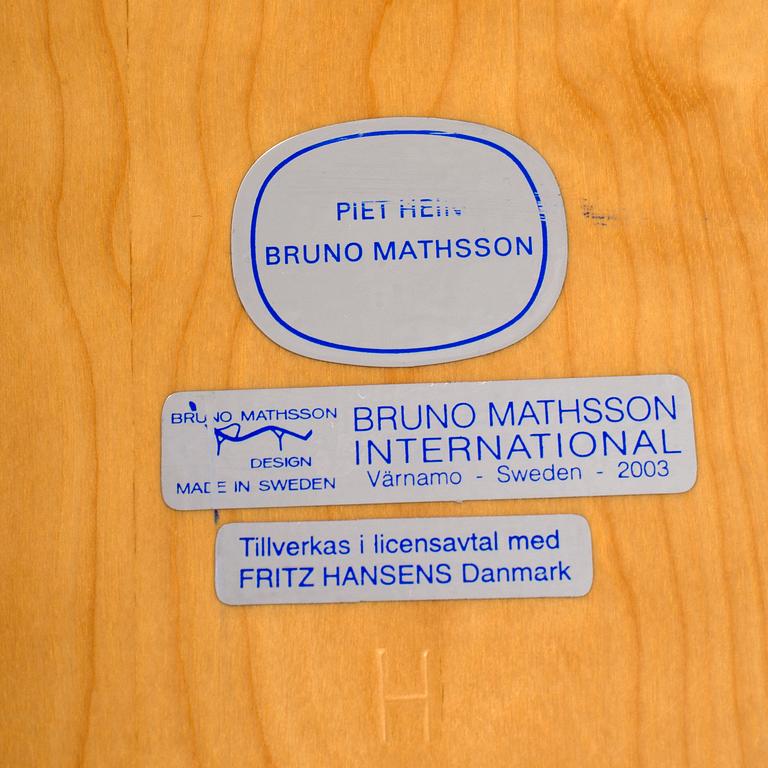 PIET HEIN
BRUNO MATHSSON
BRUNO MATHSSON
DESIGN
MADE IN SWEDEN
BRUNO MATHSSON
INTERNATIONAL
Värnamo - Sweden - 2003
Tillverkas i licensavtal med
FRITZ HANSENS Danmark
H